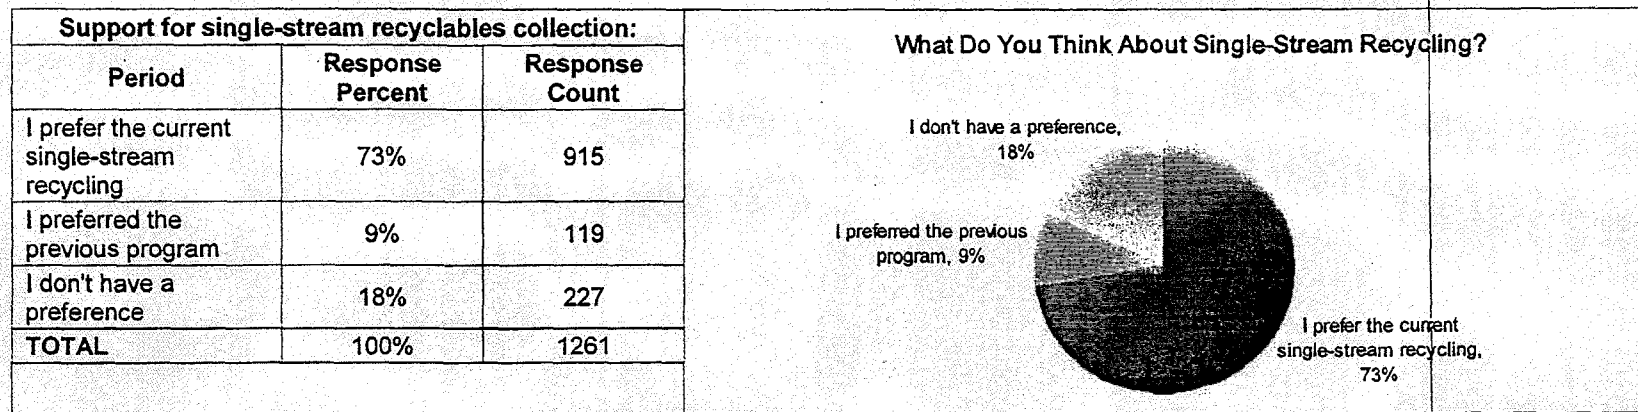 Support for single-stream recyclables collection:
Period
Response
Percent
Response
Count
I prefer the current
single-stream
recycling
73%
915
I preferred the
previous program
9%
119
I don't have a
preference
18%
227
TOTAL
100%
1261
What Do You Think About Single-Stream Recycling?
I don't have a preference,
18%
I preferred the previous
program, 9%
I prefer the current
single-stream recycling,
73%